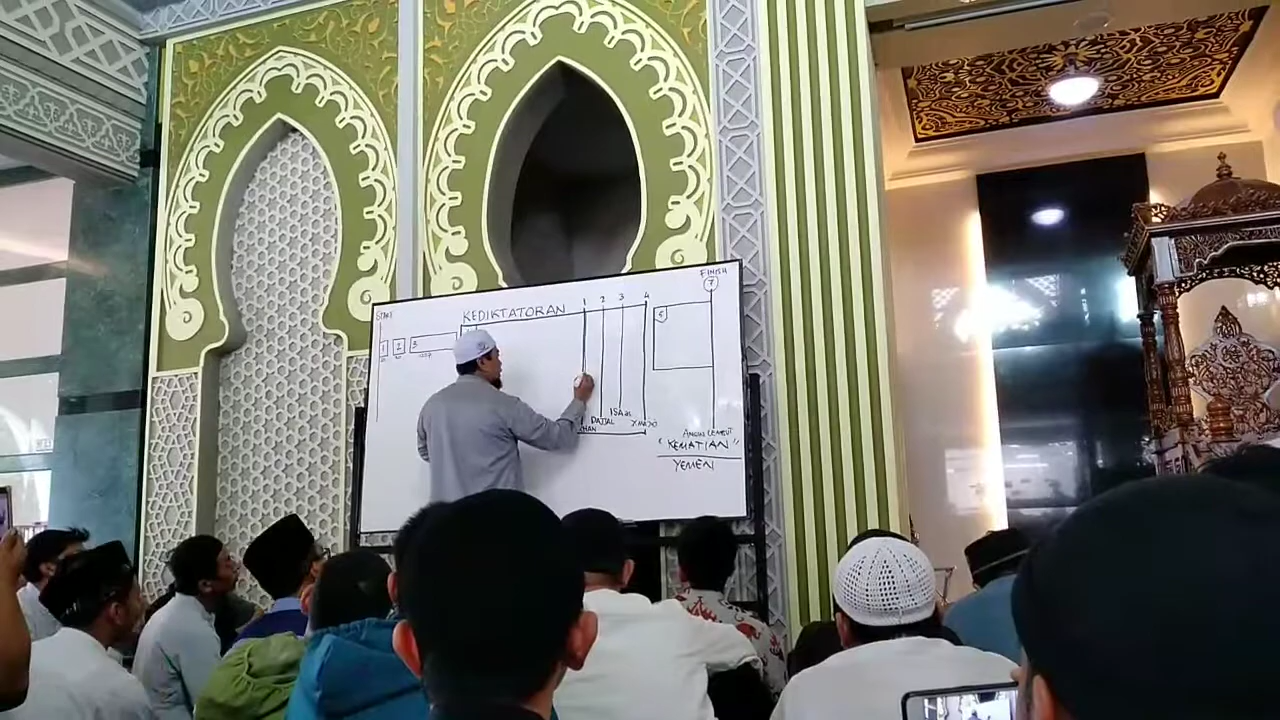 START
KEDIKTATORAN
1 2 3 4
FINISH
7
1 2 3
5
DAJJAL
ISA as
ANGIN LEMBUT
"KEMATIAN"
YEMEN